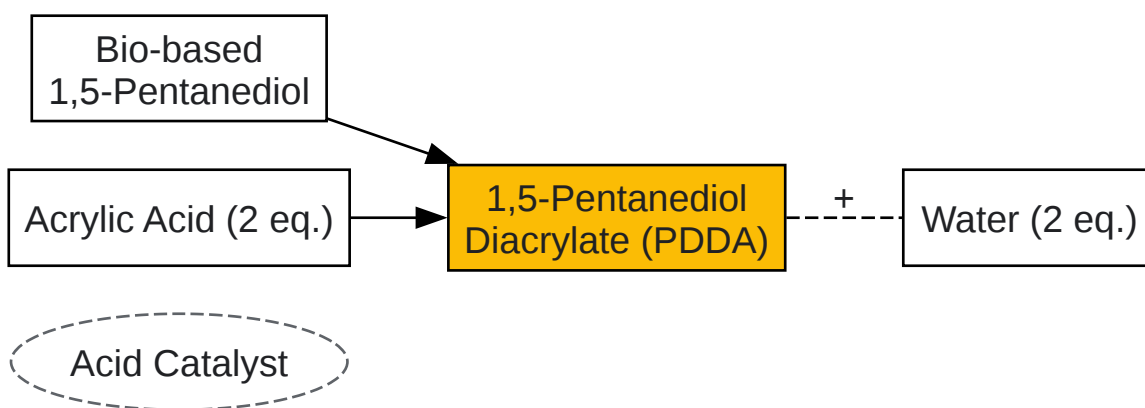 Bio-based
1,5-Pentanediol
Acrylic Acid (2 eq.)
1,5-Pentanediol
Diacrylate (PDDA)
+
Water (2 eq.)
Acid Catalyst